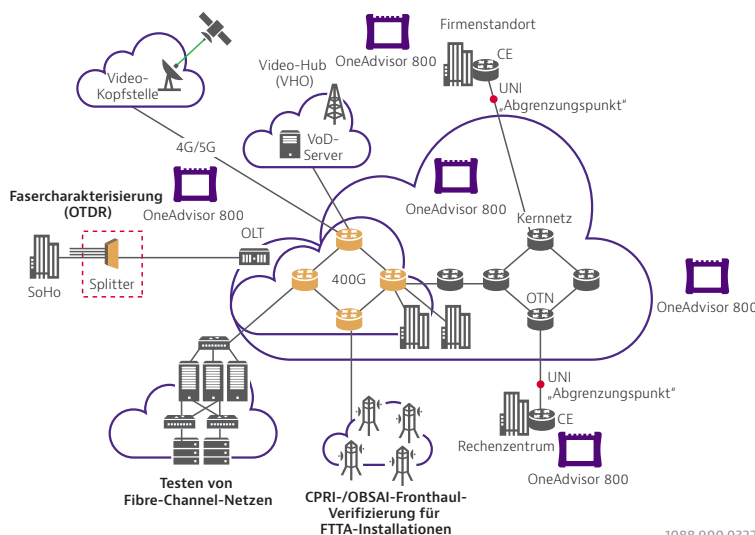 Firmenstandort
CE
OneAdvisor 800
UNI
„Abgrenzungspunkt“
Video-
Kopfstelle
Video-Hub
(VHO)
VoD-
Server
4G/5G
Fasercharakterisierung
(OTDR)
OneAdvisor 800
OneAdvisor 800
Kernnetz
OLT
SoHo
Splitter
400G
OTN
OneAdvisor 800
UNI
„Abgrenzungspunkt“
CE
Rechenzentrum
OneAdvisor 800
Testen von
Fibre-Channel-Netzen
CPRI-/OBSAI-Fronthaul-
Verifizierung für
FTTA-Installationen